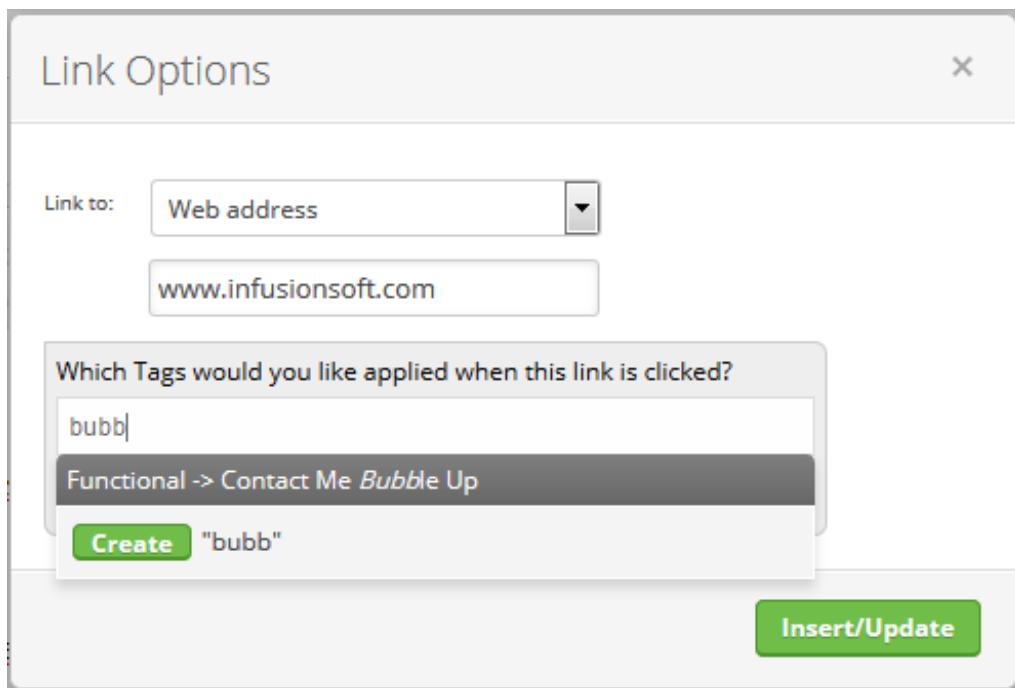 Link Options ×
Link to: Web address
www.infusionsoft.com
Which Tags would you like applied when this link is clicked?
bubb
Functional -> Contact Me Bubble Up
Create "bubb"
Insert/Update